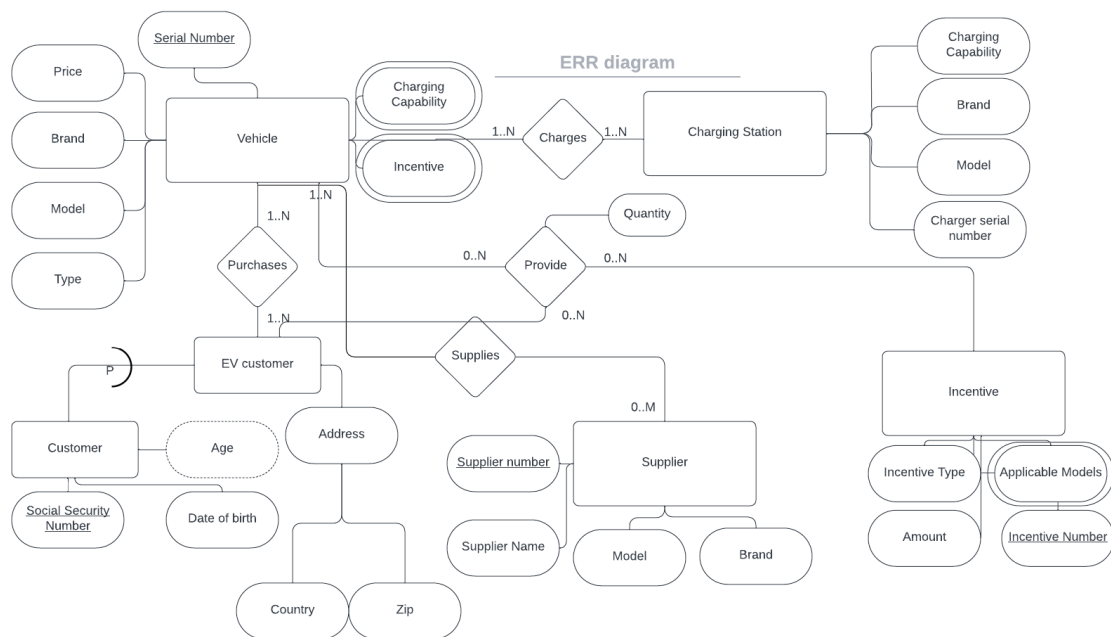 Serial Number
ERR diagram
Price
Charging
Capability
Charging
Capability
Brand
Vehicle
1..N
Charges
1..N
Charging Station
Brand
Incentive
Model
Model
1..N
1..N
Quantity
Charger serial
number
Type
Purchases
0..N
Provide
0..N
1..N
0..N
EV customer
Supplies
P
Incentive
0..M
Customer
Age
Address
Supplier number
Supplier
Incentive Type
Applicable Models
Social Security
Number
Date of birth
Supplier Name
Model
Brand
Amount
Incentive Number
Country
Zip